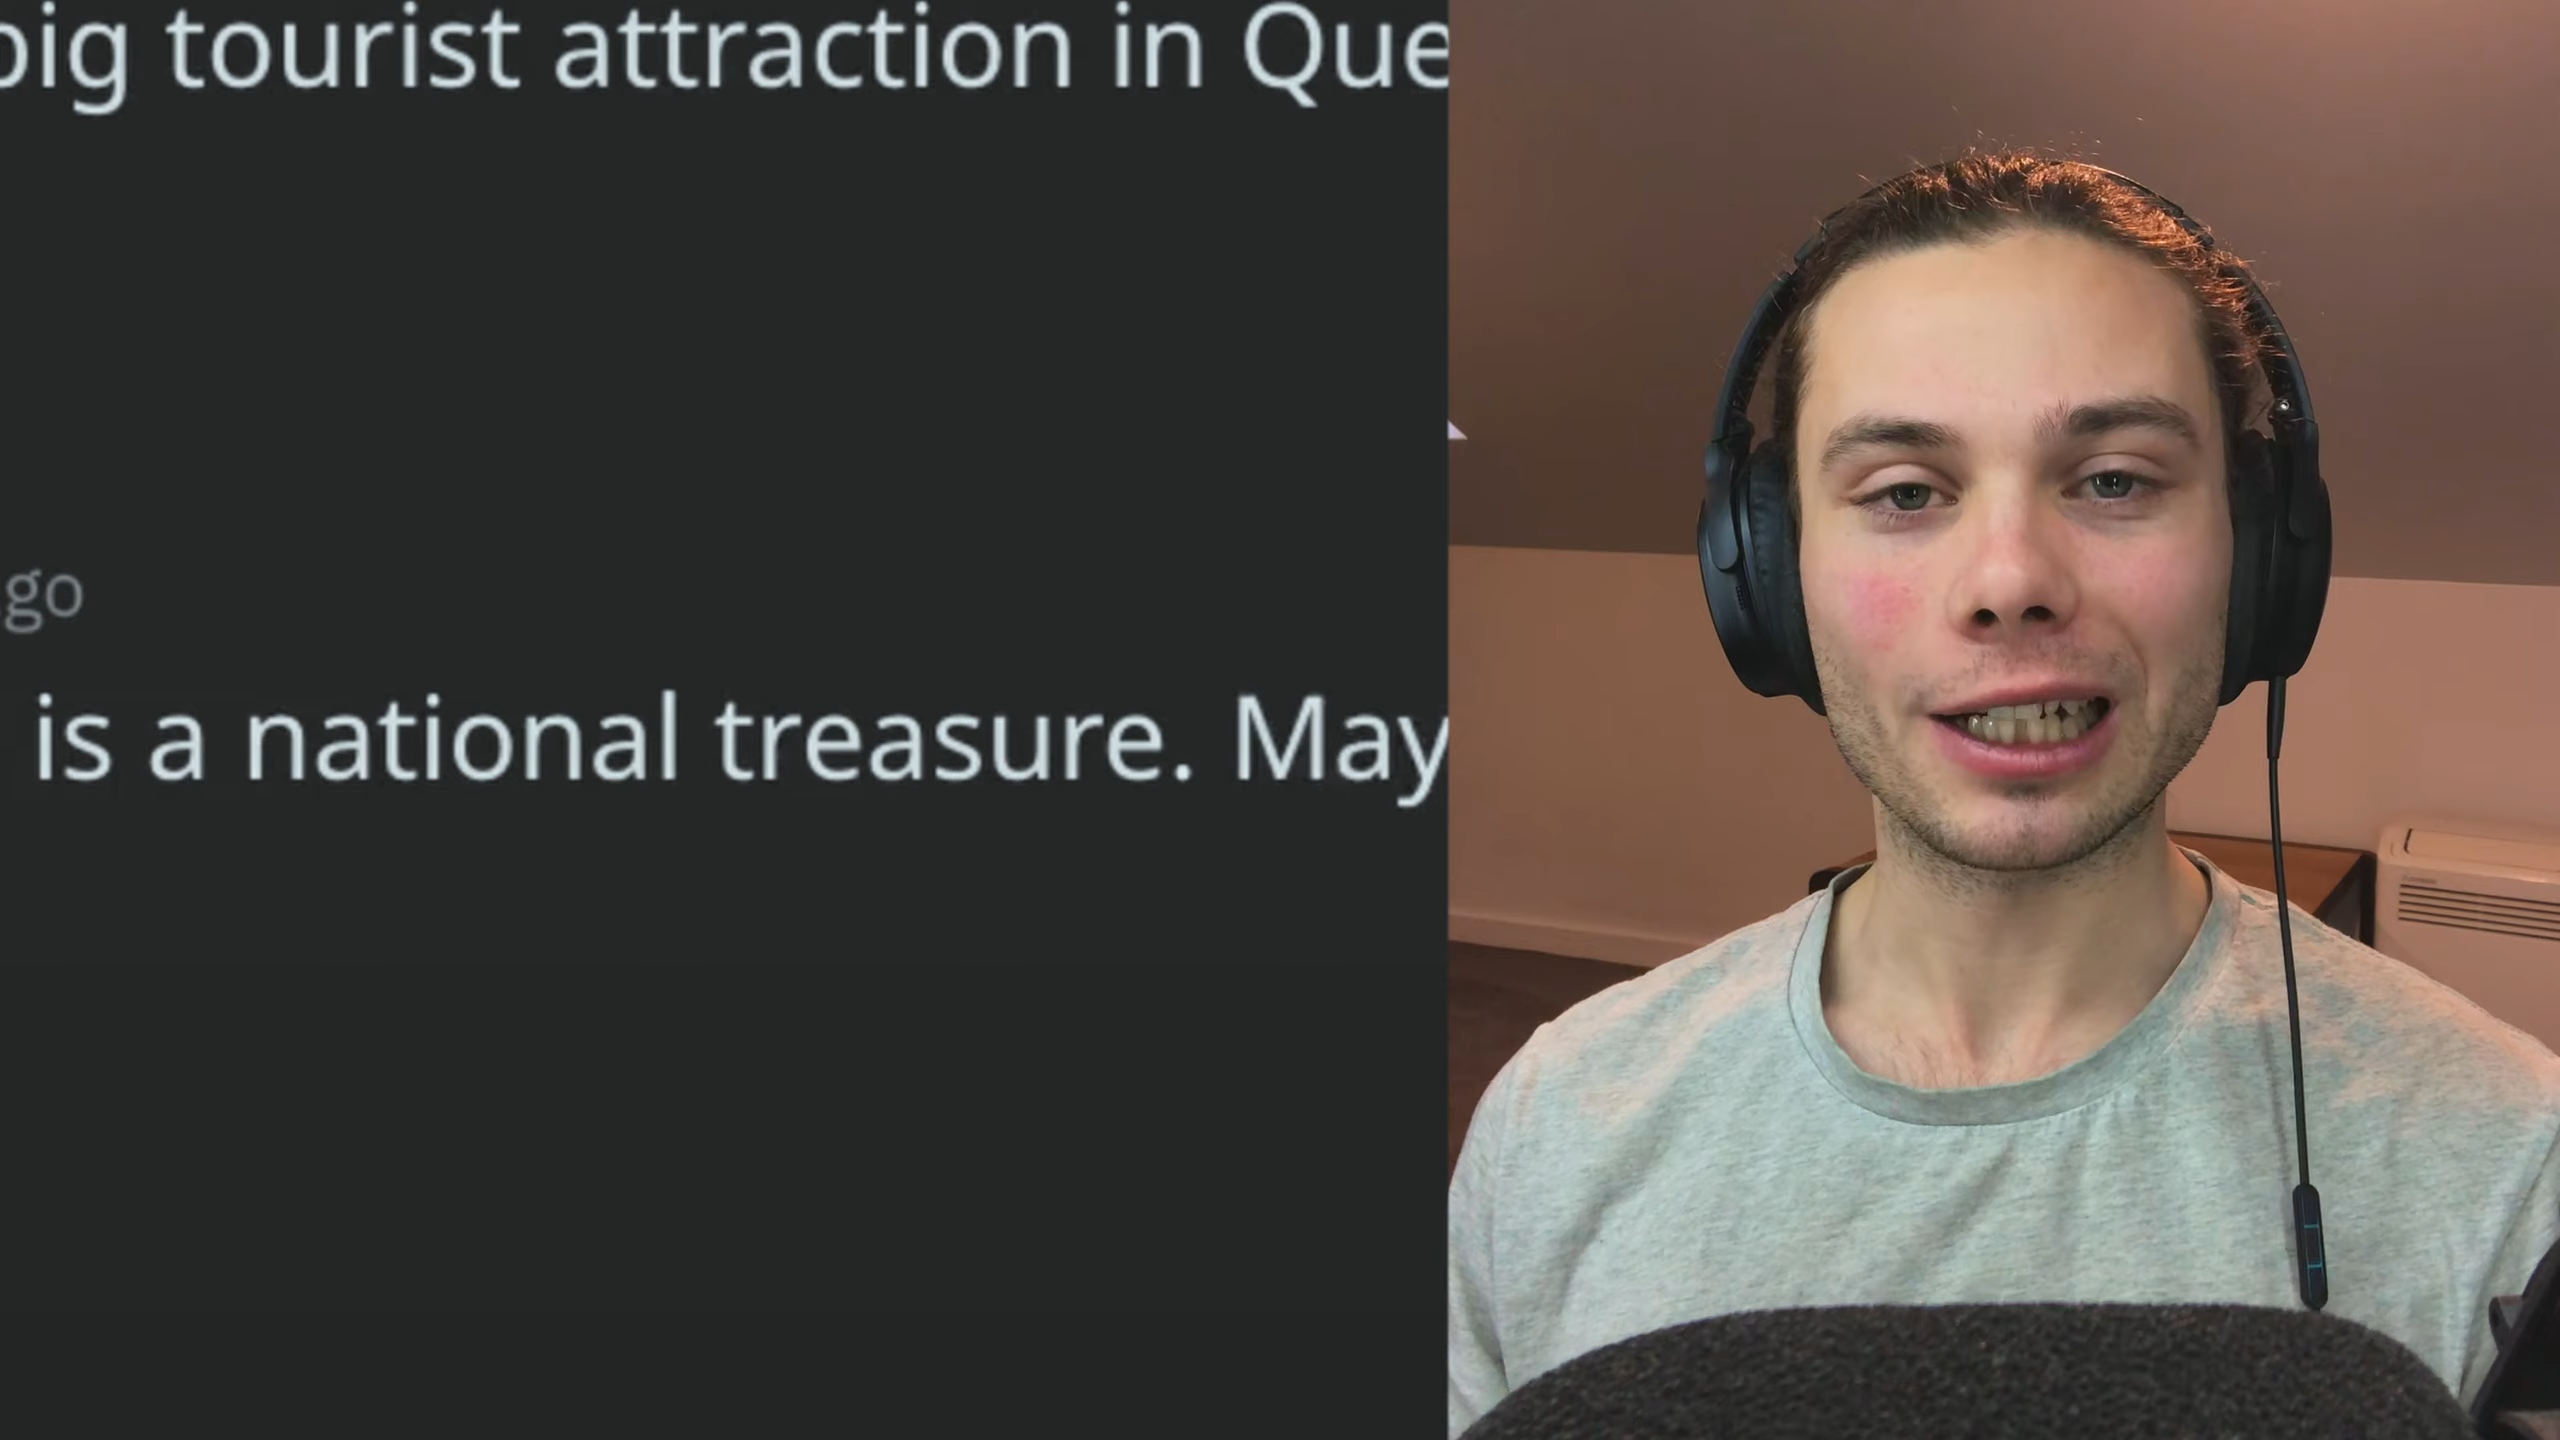 big tourist attraction in Que
go
is a national treasure. May